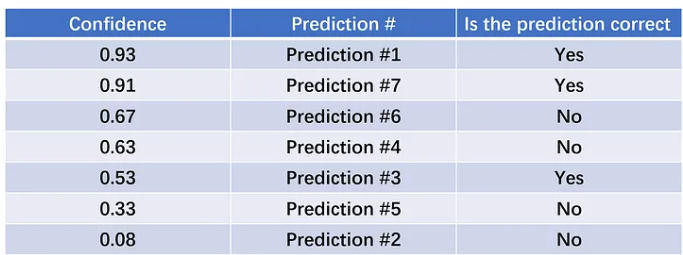 Confidence Prediction # Is the prediction correct
0.93 Prediction #1 Yes
0.91 Prediction #7 Yes
0.67 Prediction #6 No
0.63 Prediction #4 No
0.53 Prediction #3 Yes
0.33 Prediction #5 No
0.08 Prediction #2 No